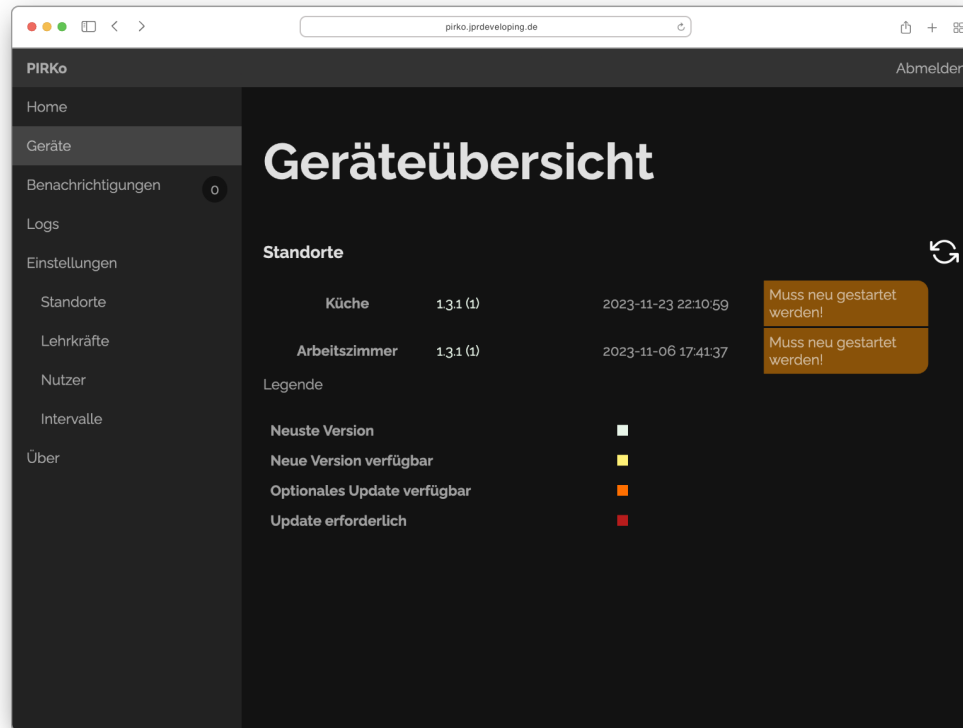 pirko.jprdeveloping.de
PIRKo
Abmelden
Home
Geräte
Benachrichtigungen 0
Logs
Einstellungen
Standorte
Lehrkräfte
Nutzer
Intervalle
Über
Geräteübersicht
Standorte
Küche 1.3.1 (1) 2023-11-23 22:10:59 Muss neu gestartet
werden!
Arbeitszimmer 1.3.1 (1) 2023-11-06 17:41:37 Muss neu gestartet
werden!
Legende
Neuste Version
Neue Version verfügbar
Optionales Update verfügbar
Update erforderlich